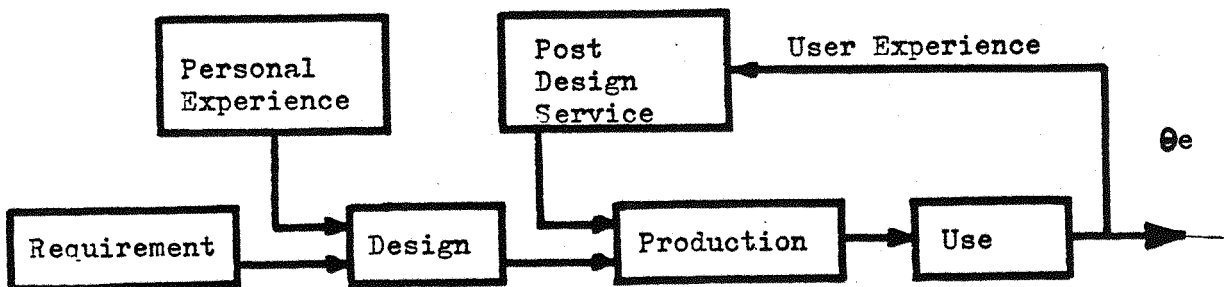 Personal
Experience
Post
Design
Service
User Experience
θe
Requirement
Design
Production
Use